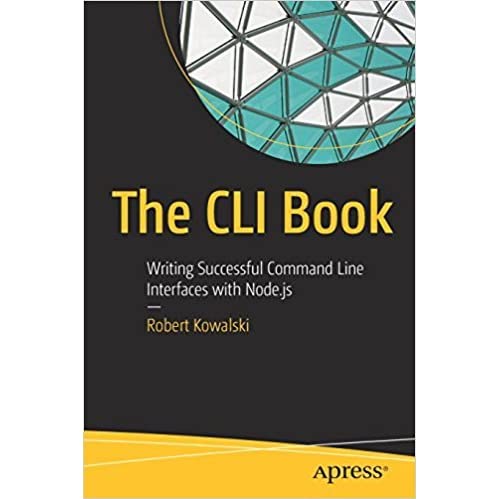 The CLI Book
Writing Successful Command Line
Interfaces with Node.js
—
Robert Kowalski
Apress®